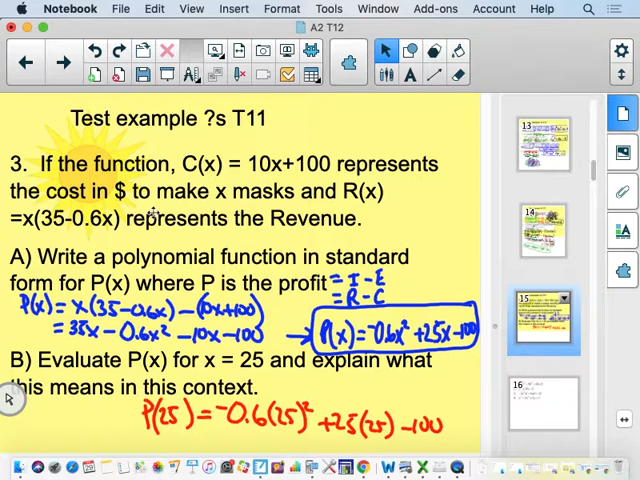 Notebook File Edit View Insert Format Tools Window Add-ons Account Help
A2 T12
Test example ?s T11
3. If the function, C(x) = 10x+100 represents
the cost in $ to make x masks and R(x)
=x(35-0.6x) represents the Revenue.
A) Write a polynomial function in standard
form for P(x) where P is the profit = I - E
= R - C
P(x) = x(35-0.6x) - (10x+100)
= 35x - 0.6x² - 10x - 100 → P(x) = -0.6x² + 25x - 100
B) Evaluate P(x) for x = 25 and explain what
this means in this context.
P(25) = -0.6(25)² + 25(25) - 100
13
14
15
16